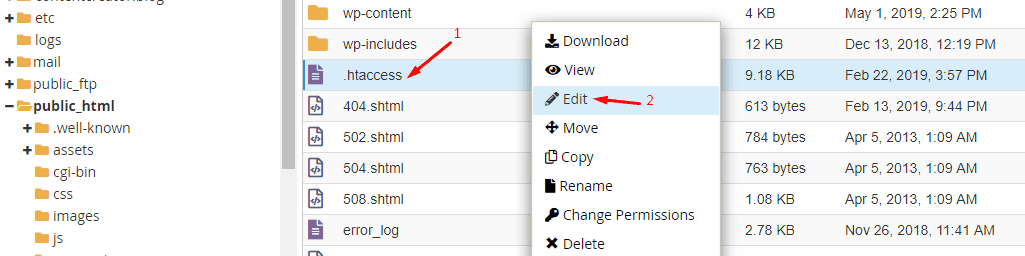 contentcreatorblog
etc
logs
mail
public_ftp
public_html
.well-known
assets
cgi-bin
css
images
js
wp-content 4 KB May 1, 2019, 2:25 PM
wp-includes 12 KB Dec 13, 2018, 12:19 PM
.htaccess 9.18 KB Feb 22, 2019, 3:57 PM
404.shtml 613 bytes Feb 13, 2019, 9:44 PM
502.shtml 784 bytes Apr 5, 2013, 1:09 AM
504.shtml 763 bytes Apr 5, 2013, 1:09 AM
508.shtml 1.08 KB Apr 5, 2013, 1:09 AM
error_log 2.78 KB Nov 26, 2018, 11:41 AM
1
Download
View
Edit
2
Move
Copy
Rename
Change Permissions
Delete